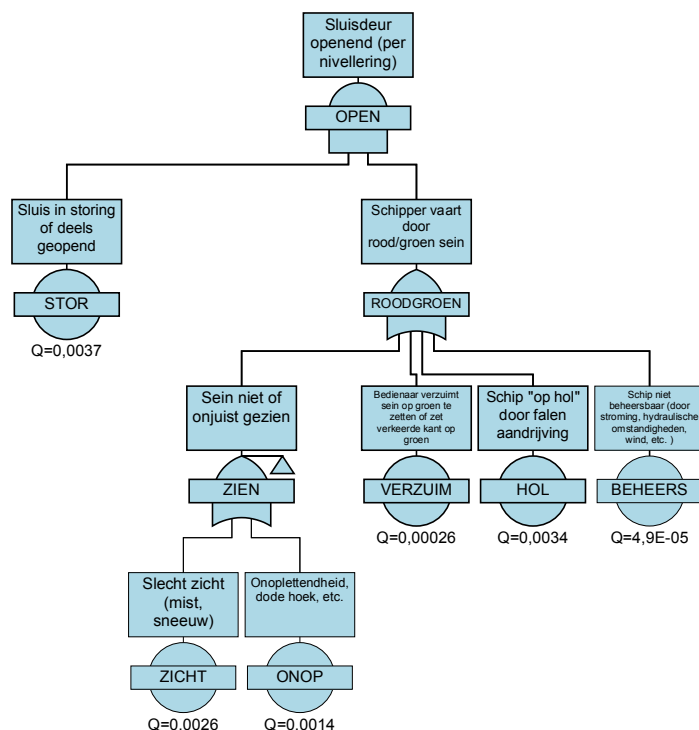 Sluisdeur
openend (per
nivellering)
OPEN
Sluis in storing
of deels
geopend
STOR
Q=0,0037
Schipper vaart
door
rood/groen sein
ROODGROEN
Sein niet of
onjuist gezien
ZIEN
Bedienaar verzuimt
sein op groen te
zetten of zet
verkeerde kant op
groen
VERZUIM
Q=0,00026
Schip "op hol"
door falen
aandrijving
HOL
Q=0,0034
Schip niet
beheersbaar (door
stroming, hydraulische
omstandigheden,
wind, etc. )
BEHEERS
Q=4,9E-05
Slecht zicht
(mist,
sneeuw)
ZICHT
Q=0,0026
Onoplettendheid,
dode hoek, etc.
ONOP
Q=0,0014